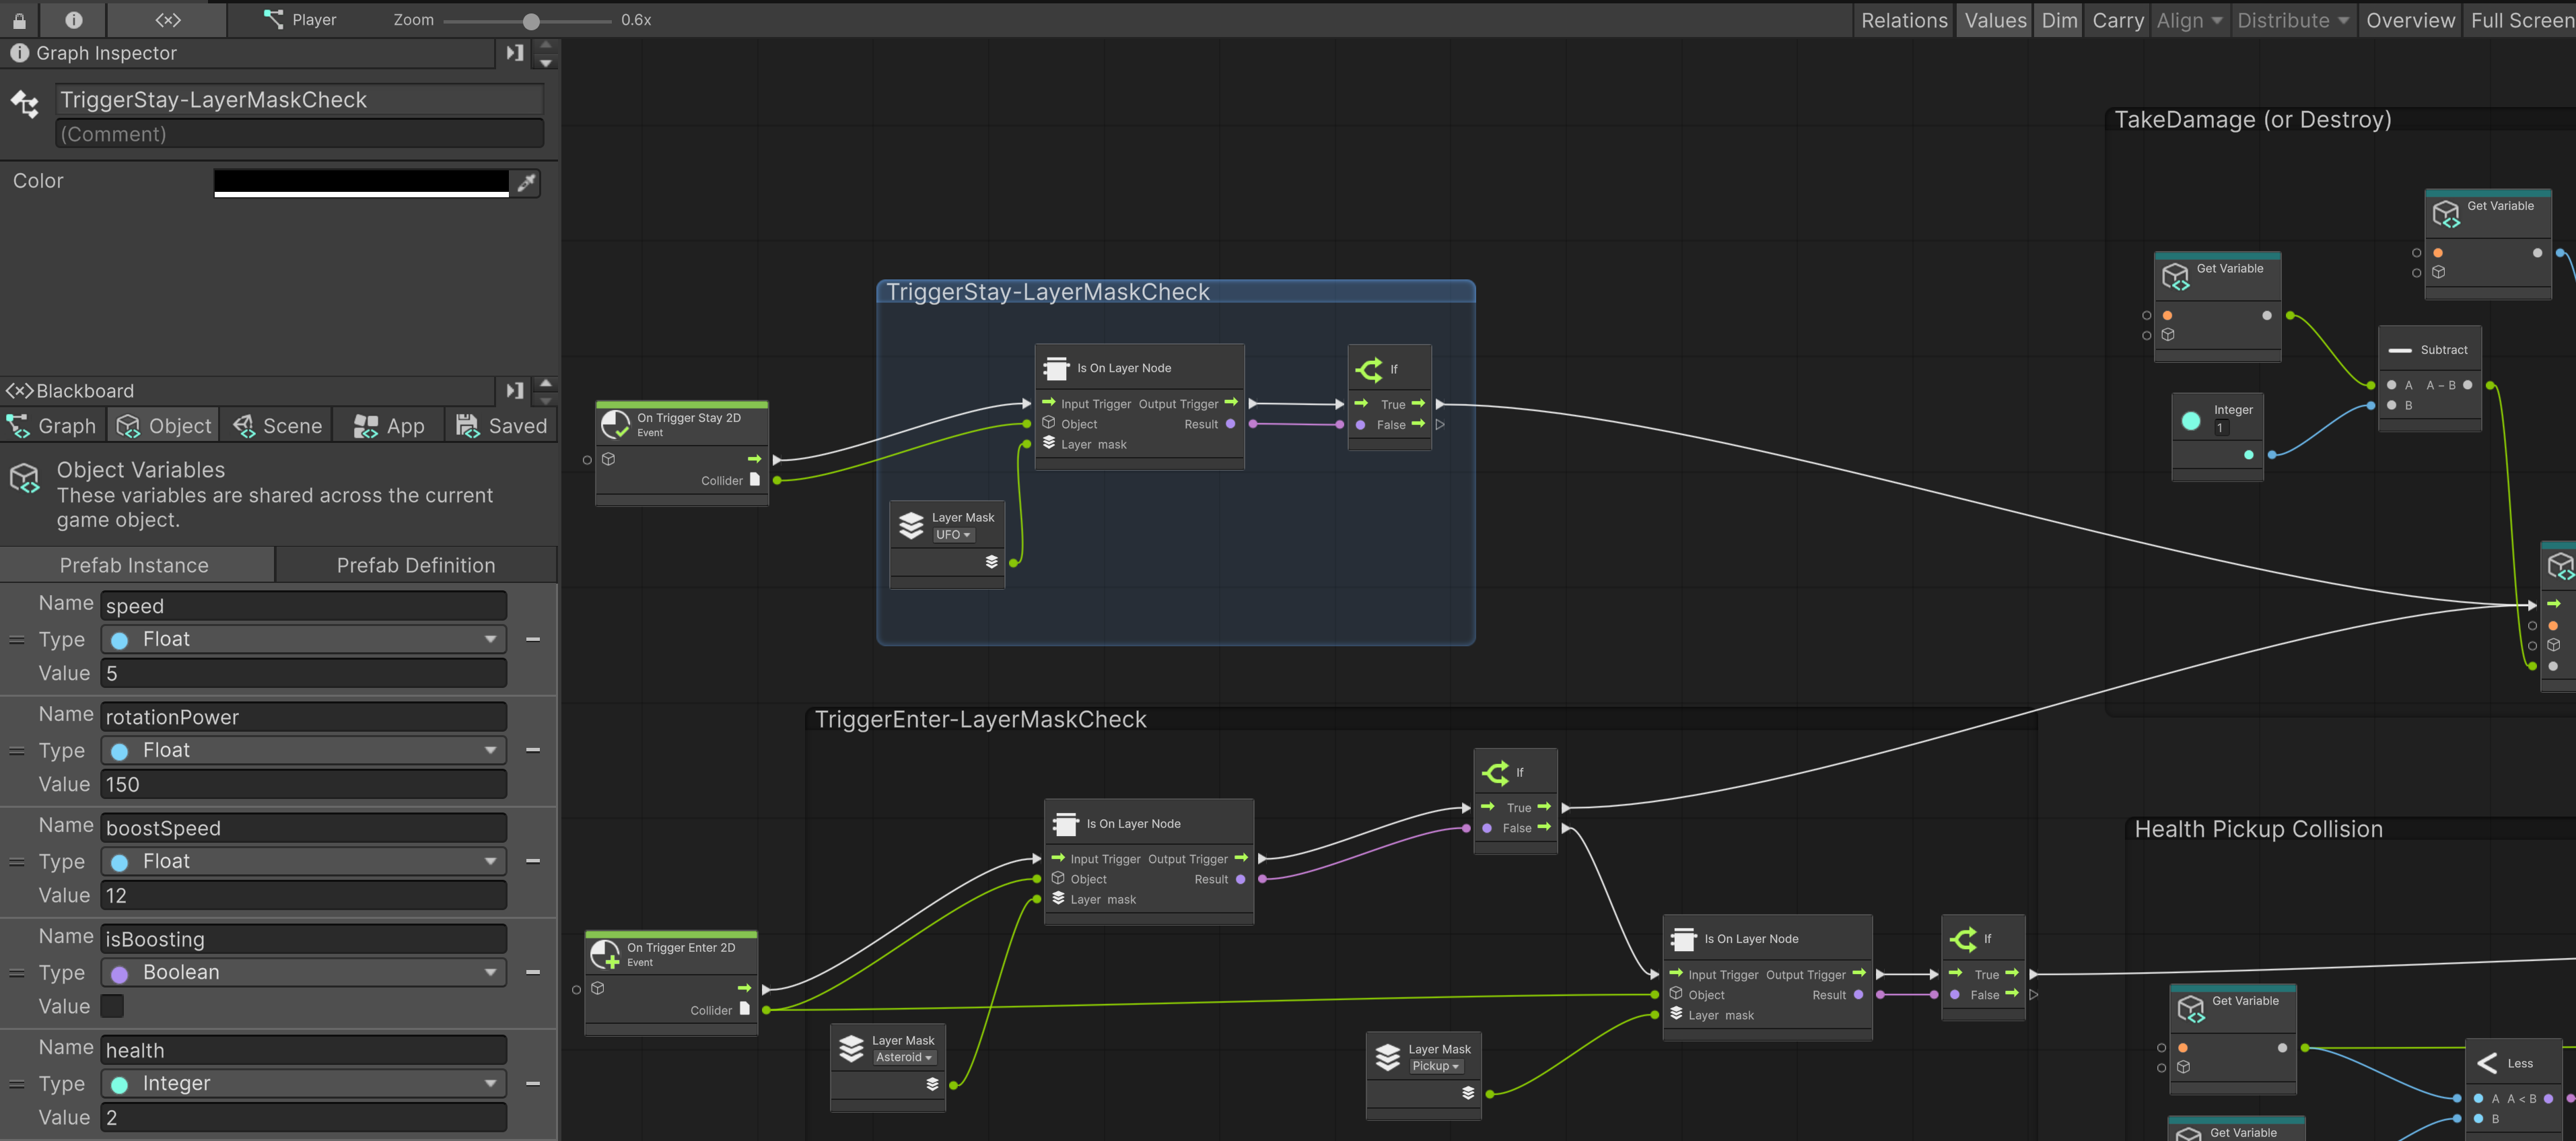 Player
Zoom
0.6x
Relations
Values
Dim
Carry
Align
Distribute
Overview
Full Screen
Graph Inspector
TriggerStay-LayerMaskCheck
(Comment)
Color
Blackboard
Graph
Object
Scene
App
Saved
Object Variables
These variables are shared across the current
game object.
Prefab Instance
Prefab Definition
Name speed
Type Float
Value 5
Name rotationPower
Type Float
Value 150
Name boostSpeed
Type Float
Value 12
Name isBoosting
Type Boolean
Value
Name health
Type Integer
Value 2
TriggerStay-LayerMaskCheck
On Trigger Stay 2D
Event
Collider
Is On Layer Node
Input Trigger Output Trigger
Object Result
Layer mask
If
True
False
Layer Mask
UFO
TakeDamage (or Destroy)
Get Variable
Get Variable
Integer
1
Subtract
A A − B
B
TriggerEnter-LayerMaskCheck
On Trigger Enter 2D
Event
Collider
Is On Layer Node
Input Trigger Output Trigger
Object Result
Layer mask
If
True
False
Layer Mask
Asteroid
Is On Layer Node
Input Trigger Output Trigger
Object Result
Layer mask
If
True
False
Layer Mask
Pickup
Health Pickup Collision
Get Variable
Less
A A < B
B
Get Variable